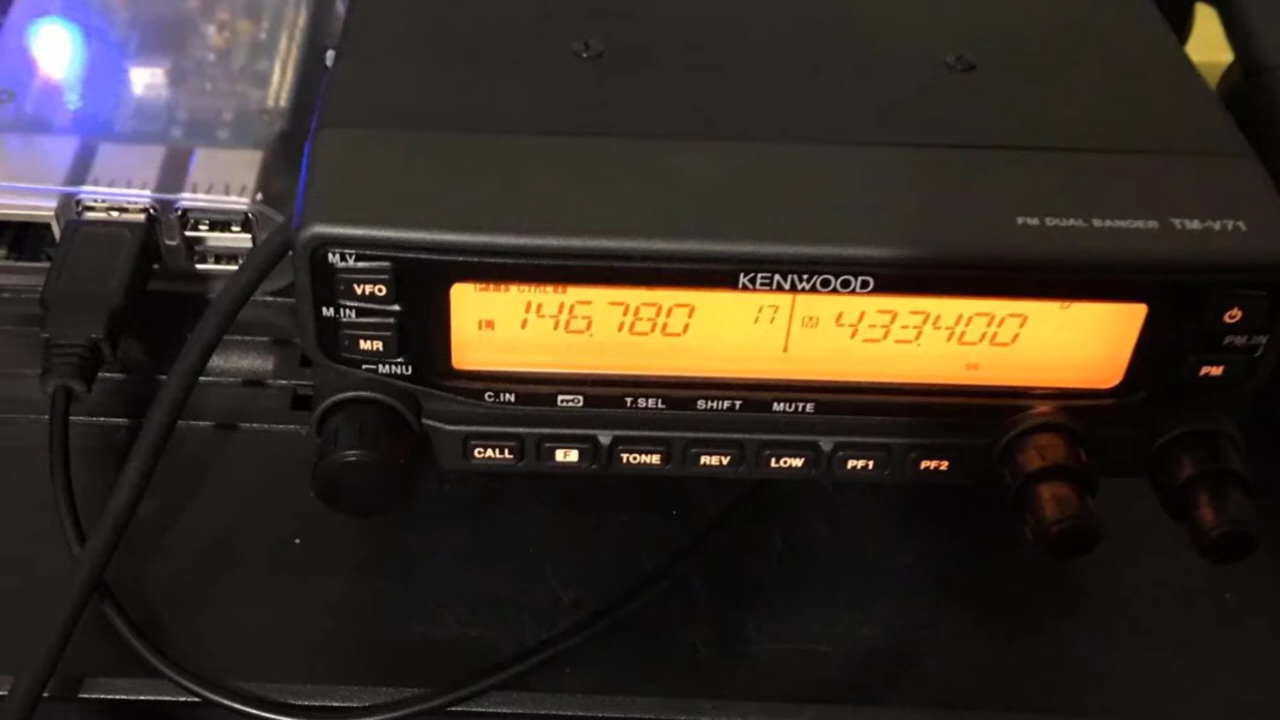 FM DUAL BANDER TM-V71
KENWOOD
M.V
VFO
M.IN
MR
MNU
146.780 17 M 433.400
96
PM.IN
PM
C.IN T.SEL SHIFT MUTE
CALL F TONE REV LOW PF1 PF2